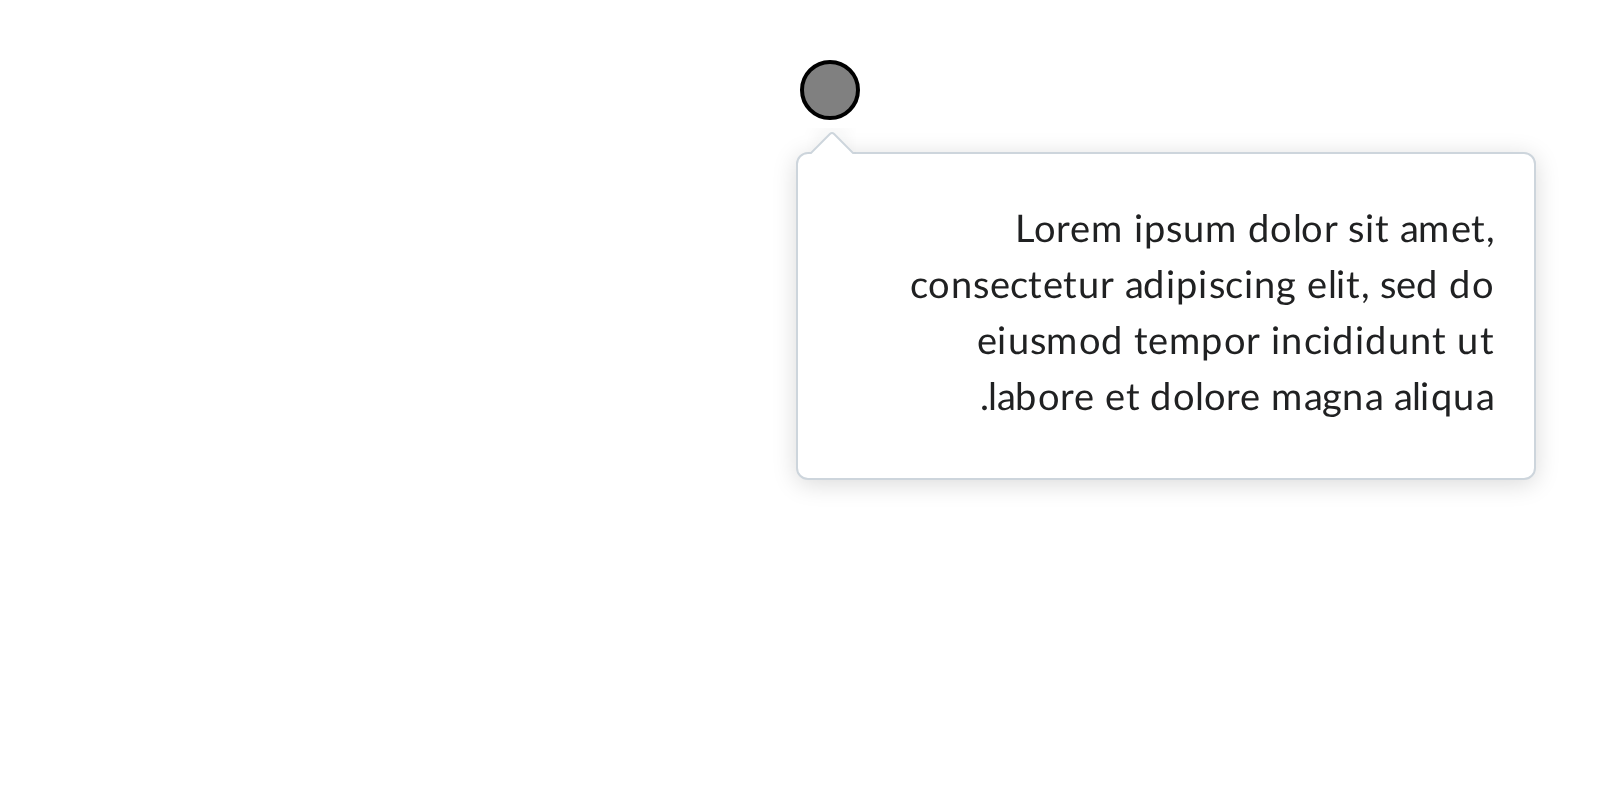 Lorem ipsum dolor sit amet,
consectetur adipiscing elit, sed do
eiusmod tempor incididunt ut
.labore et dolore magna aliqua